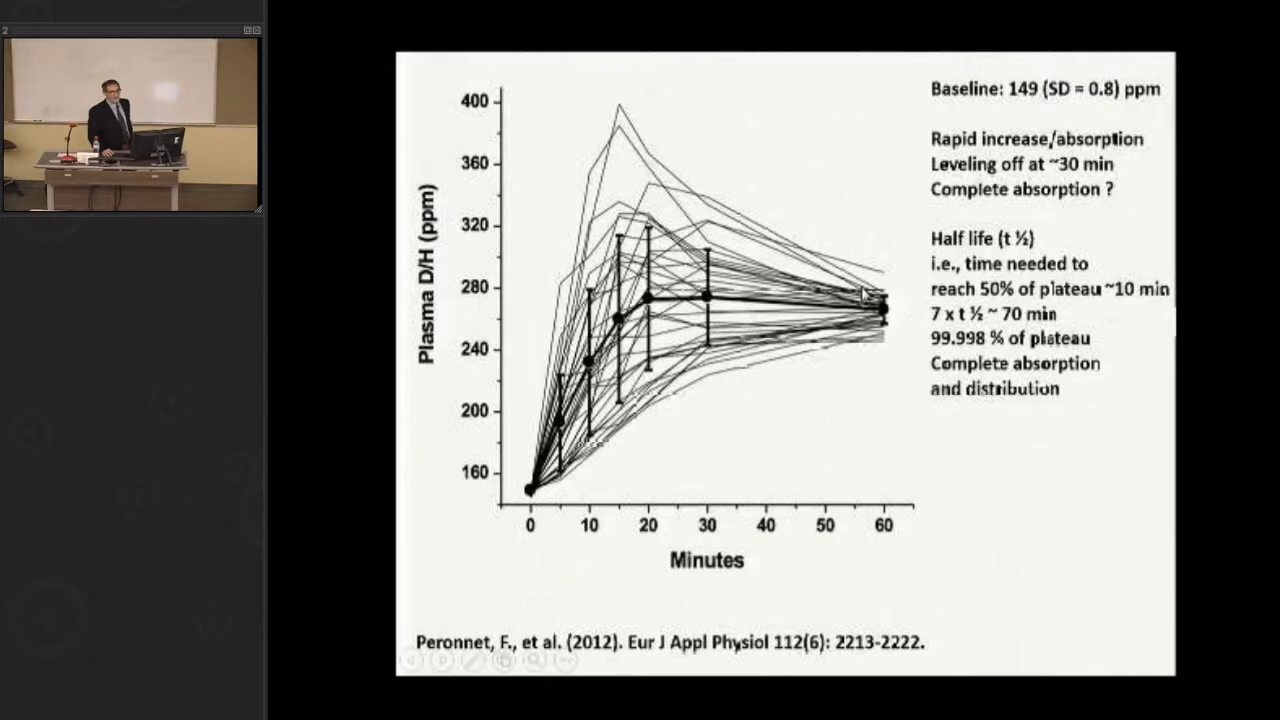 2
Baseline: 149 (SD = 0.8) ppm
Rapid increase/absorption
Leveling off at ~30 min
Complete absorption ?
Half life (t ½)
i.e., time needed to
reach 50% of plateau ~10 min
7 x t ½ ~ 70 min
99.998 % of plateau
Complete absorption
and distribution
Plasma D/H (ppm)
400
360
320
280
240
200
160
0 10 20 30 40 50 60
Minutes
Peronnet, F., et al. (2012). Eur J Appl Physiol 112(6): 2213-2222.